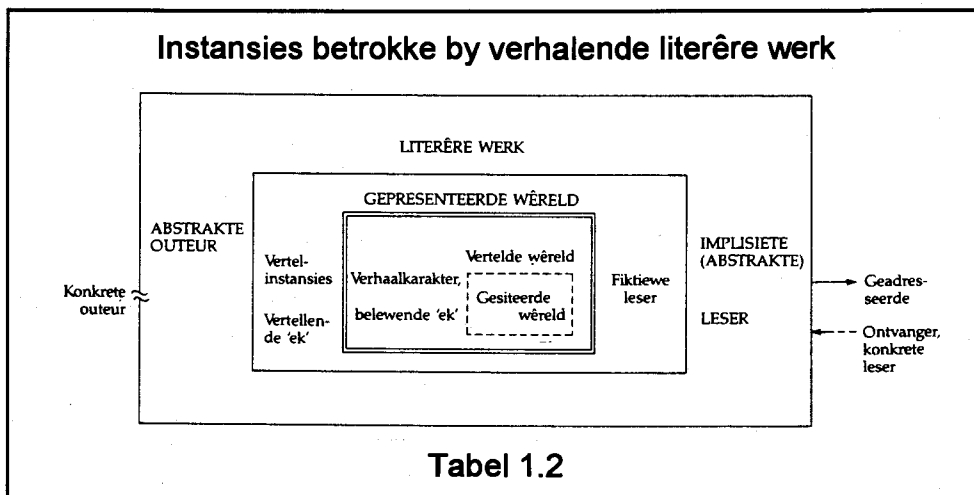 Instansies betrokke by verhalende literêre werk
LITERÊRE WERK
GEPRESENTEERDE WÊRELD
ABSTRAKTE
OUTEUR
Konkrete
outeur
Vertel-
instansies
Vertellen-
de 'ek'
Verhaalkarakter,
belewende 'ek'
Vertelde wêreld
Gesiteerde
wêreld
Fiktiewe
leser
IMPLISIETE
(ABSTRAKTE)
LESER
Geadres-
seerde
Ontvanger,
konkrete
leser
Tabel 1.2